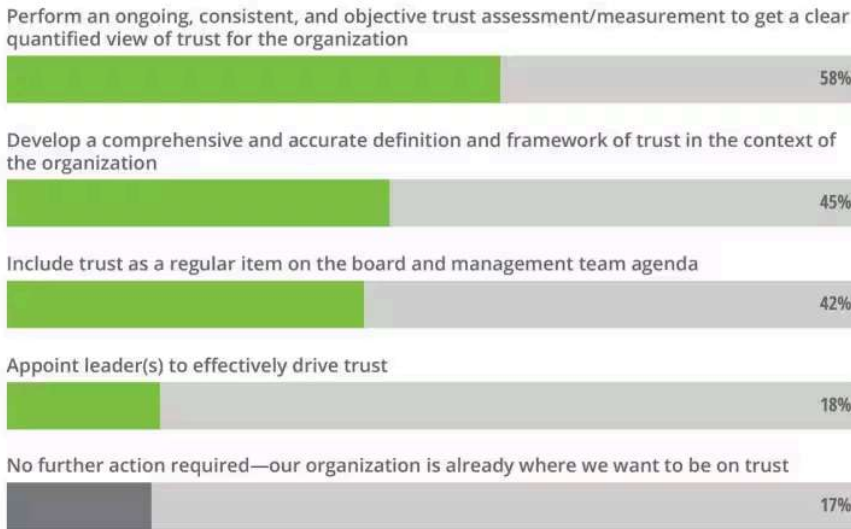 Perform an ongoing, consistent, and objective trust assessment/measurement to get a clear
quantified view of trust for the organization
58%
Develop a comprehensive and accurate definition and framework of trust in the context of
the organization
45%
Include trust as a regular item on the board and management team agenda
42%
Appoint leader(s) to effectively drive trust
18%
No further action required—our organization is already where we want to be on trust
17%